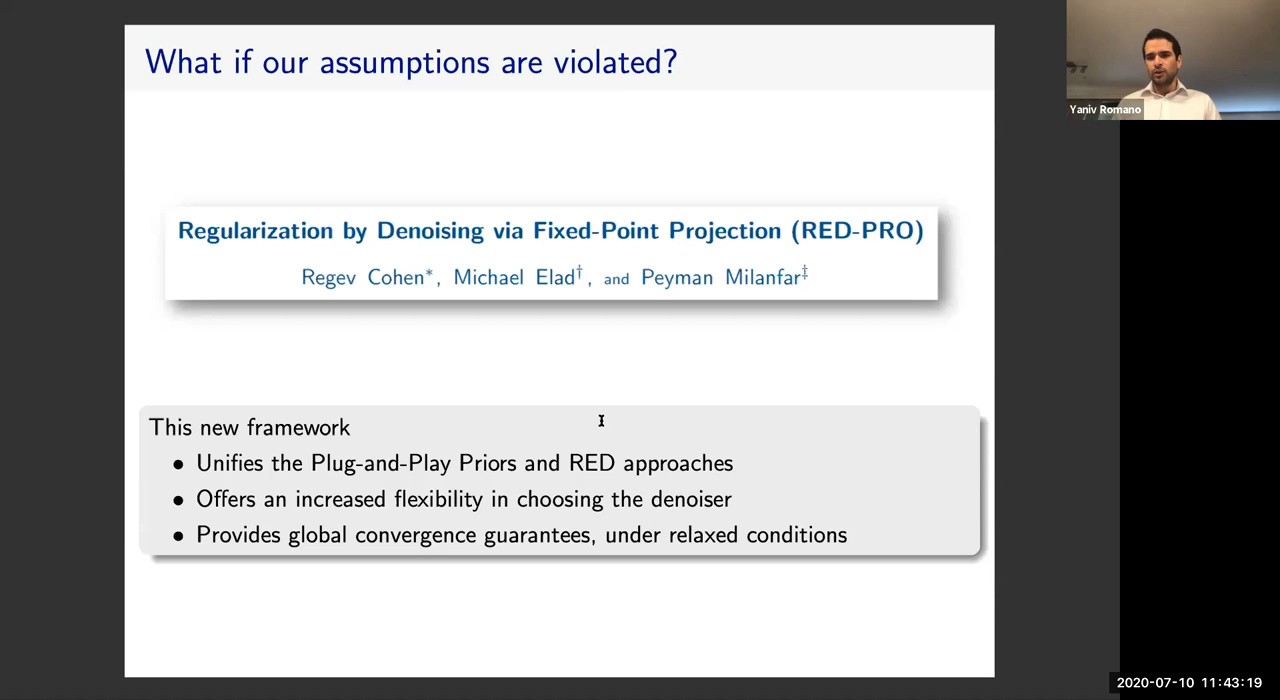 What if our assumptions are violated?
Yaniv Romano
Regularization by Denoising via Fixed-Point Projection (RED-PRO)
Regev Cohen*, Michael Elad†, and Peyman Milanfar‡
This new framework
• Unifies the Plug-and-Play Priors and RED approaches
• Offers an increased flexibility in choosing the denoiser
• Provides global convergence guarantees, under relaxed conditions
2020-07-10 11:43:19